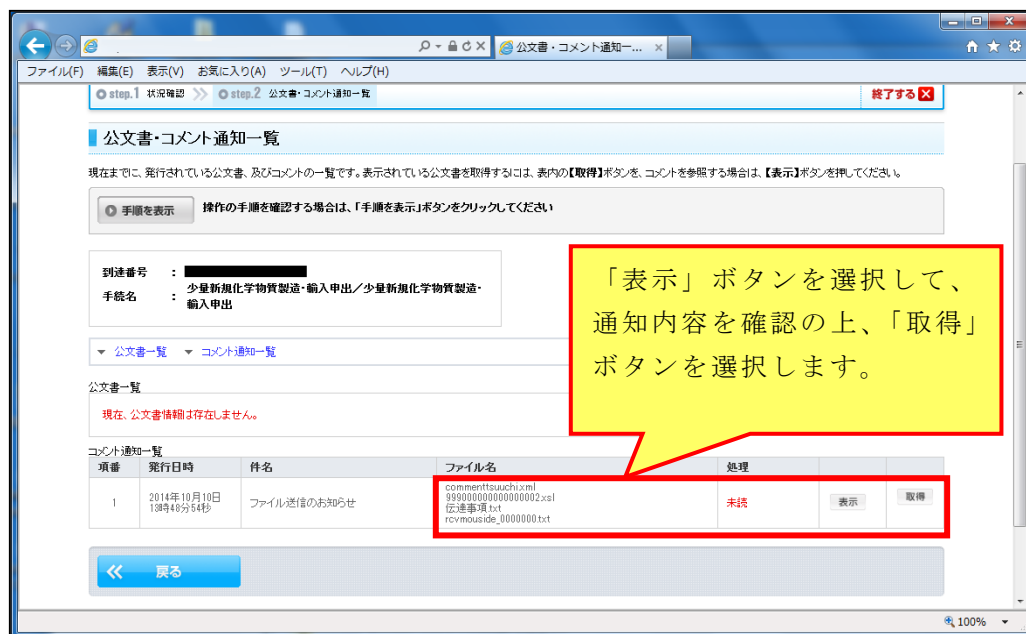 公文書・コメント通知一...
ファイル(F) 編集(E) 表示(V) お気に入り(A) ツール(T) ヘルプ(H)
step.1 状況確認 step.2 公文書・コメント通知一覧 終了する
公文書・コメント通知一覧
現在までに、発行されている公文書、及びコメントの一覧です。表示されている公文書を取得するには、表内の【取得】ボタンを、コメントを参照する場合は、【表示】ボタンを押してください。
手順を表示 操作の手順を確認する場合は、「手順を表示」ボタンをクリックしてください
到達番号 :
手続名 : 少量新規化学物質製造・輸入申出／少量新規化学物質製造・
輸入申出
「表示」ボタンを選択して、
通知内容を確認の上、「取得」
ボタンを選択します。
▼ 公文書一覧 ▼ コメント通知一覧
公文書一覧
現在、公文書情報は存在しません。
コメント通知一覧
項番 発行日時 件名 ファイル名 処理
1 2014年10月10日 ファイル送信のお知らせ commenttsuuchi.xml 未読 表示 取得
13時48分54秒 999000000000000002.xsl
伝達事項.txt
rcvmouside_0000000.txt
戻る
100%